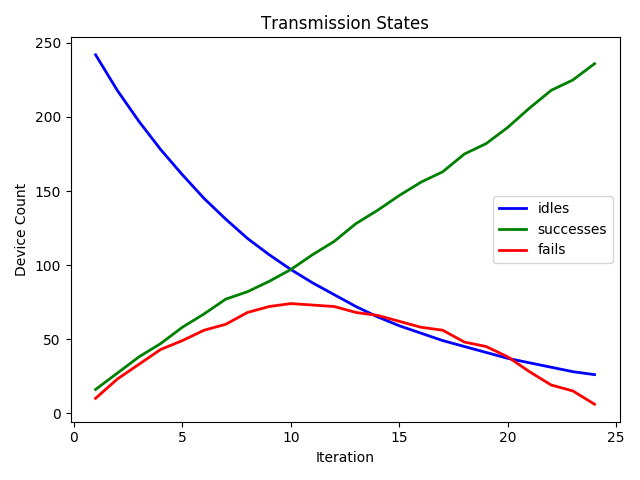 Transmission States
250
200
150
100
50
0
Device Count
idles
successes
fails
0 5 10 15 20 25
Iteration